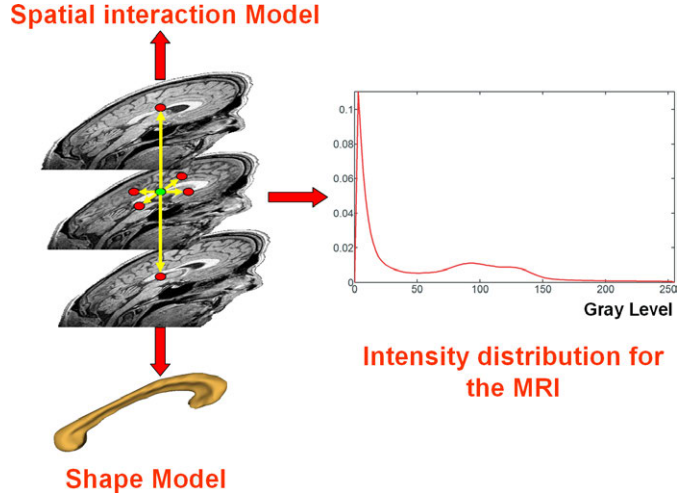 Spatial interaction Model
0.1
0.08
0.06
0.04
0.02
0
0 50 100 150 200 250
Gray Level
Intensity distribution for
the MRI
Shape Model